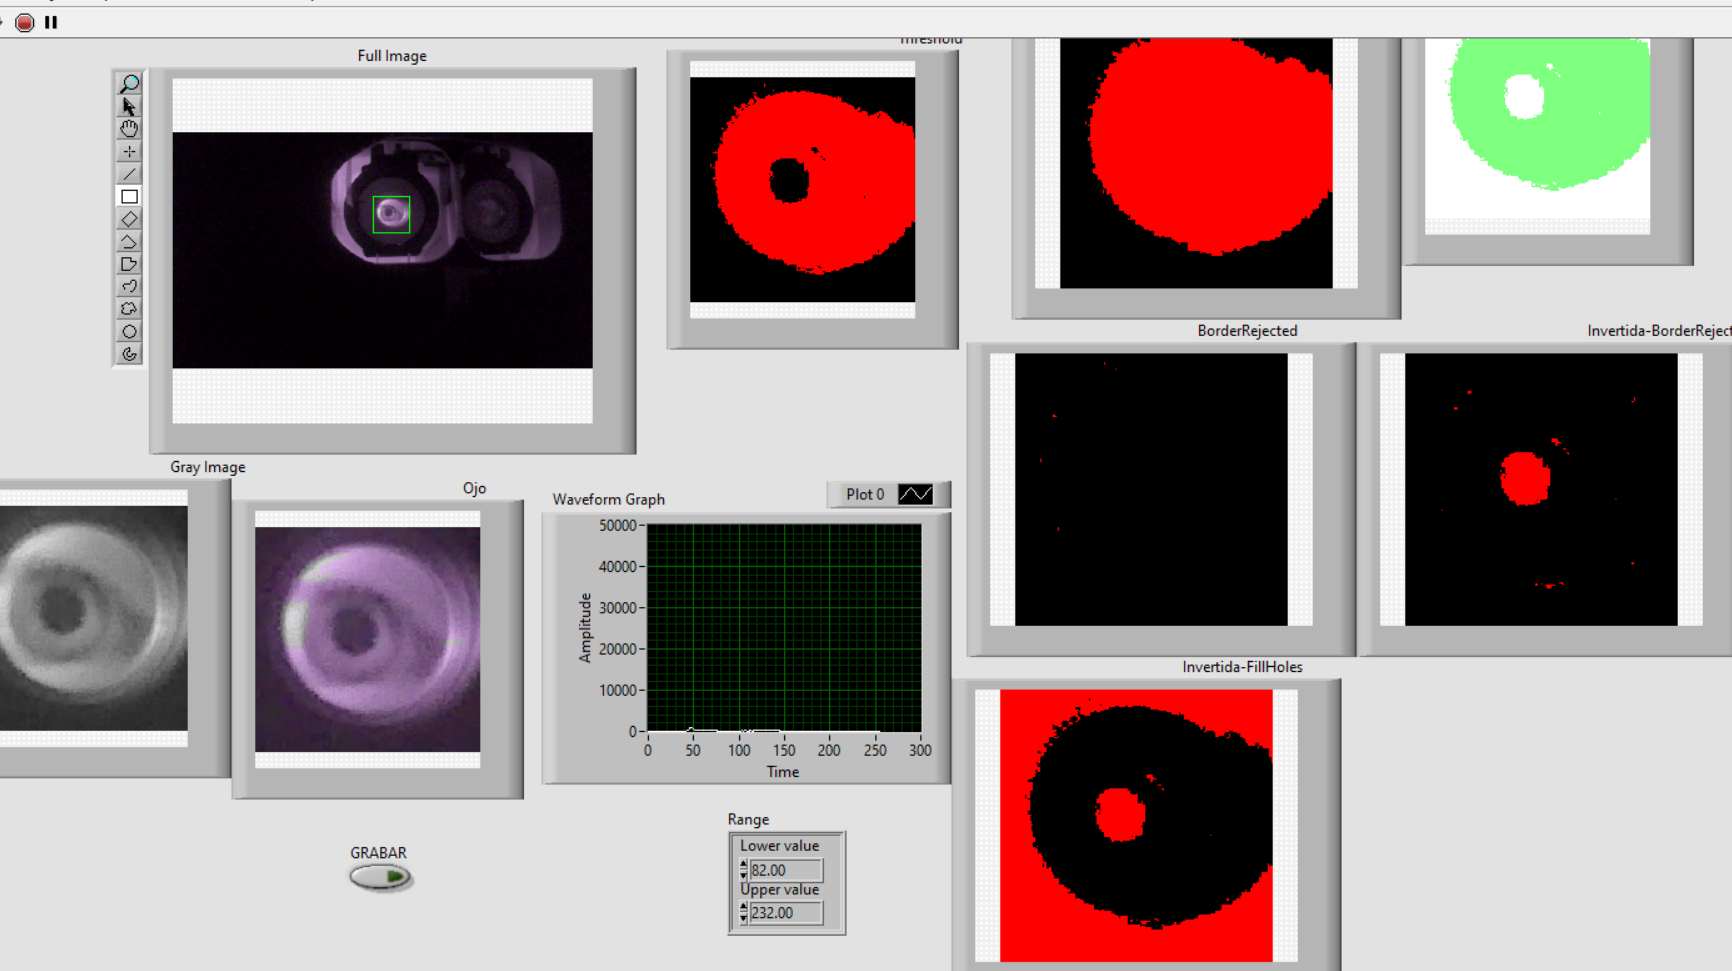 Threshold
Full Image
BorderRejected
Invertida-BorderReject
Gray Image
Ojo
Waveform Graph
Plot 0
50000
40000
30000
20000
10000
0
Amplitude
0 50 100 150 200 250 300
Time
Invertida-FillHoles
Range
Lower value
82.00
Upper value
232.00
GRABAR